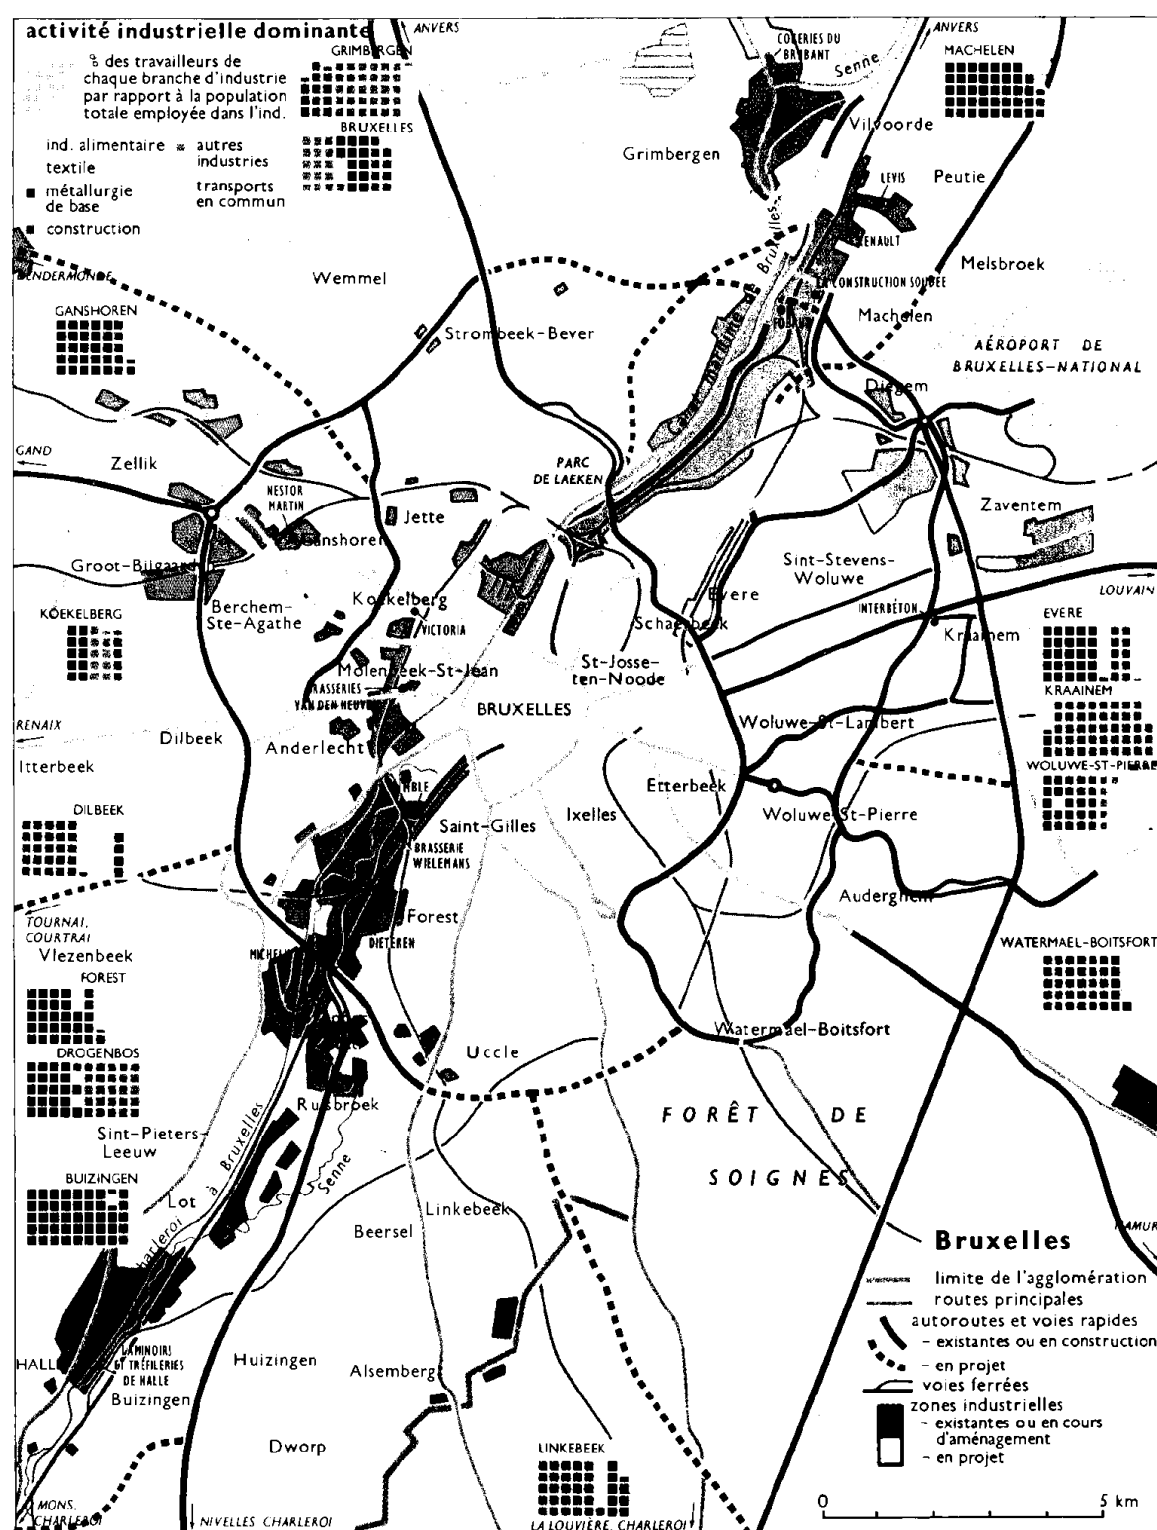 activité industrielle dominante
% des travailleurs de
chaque branche d'industrie
par rapport à la population
totale employée dans l'ind.
ind. alimentaire
textile
métallurgie
de base
construction
autres
industries
transports
en commun
GRIMBERGEN
BRUXELLES
ANVERS
COKERIES DU
BRABANT
Senne
ANVERS
MACHELEN
Vilvoorde
Grimbergen
LEVIS
Peutie
RENAULT
Melsbroek
DENDERMONDE
Wemmel
Canal maritime de Bruxelles
LA CONSTRUCTION SOUDÉE
Machelen
GANSHOREN
Strombeek-Bever
AÉROPORT DE
BRUXELLES-NATIONAL
Diegem
GAND
Zellik
PARC
DE LAEKEN
NESTOR
MARTIN
Jette
Ganshoren
Zaventem
Groot-Bijgaarden
Sint-Stevens-
Woluwe
LOUVAIN
Evere
KOEKELBERG
Berchem-
Ste-Agathe
Koekelberg
VICTORIA
Schaerbeek
INTERBÉTON
Kraainem
EVERE
Molenbeek-St-Jean
St-Josse-
ten-Noode
BRASSERIES
VAN DEN HEUVEL
KRAAINEM
RENAIX
Dilbeek
Anderlecht
BRUXELLES
Woluwe-St-Lambert
Itterbeek
WOLUWE-ST-PIERRE
Etterbeek
DILBEEK
Saint-Gilles
Ixelles
Woluwe-St-Pierre
BRASSERIE
WIELEMANS
Auderghem
TOURNAI,
COURTRAI
Vlezenbeek
Forest
DIETEREN
MICHELIN
WATERMAEL-BOITSFORT
FOREST
Watermael-Boitsfort
DROGENBOS
Uccle
Ruisbroek
FORÊT DE
SOIGNES
Sint-Pieters-
Leeuw
BUIZINGEN
Lot
Charleroi à Bruxelles
Senne
Linkebeek
Beersel
NAMUR
HALLE
LAMINOIRS
ET TRÉFILERIES
DE HALLE
Buizingen
Huizingen
Alsemberg
Dworp
LINKEBEEK
MONS,
CHARLEROI
NIVELLES CHARLEROI
LA LOUVIÈRE, CHARLEROI
Bruxelles
limite de l'agglomération
routes principales
autoroutes et voies rapides
- existantes ou en construction
- en projet
voies ferrées
zones industrielles
- existantes ou en cours
d'aménagement
- en projet
0 5 km